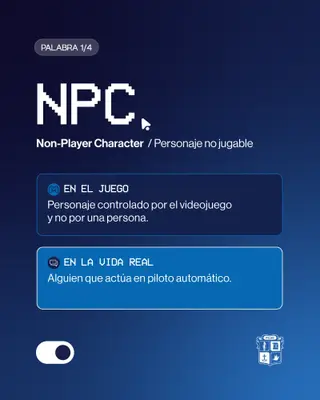 PALABRA 1/4
NPC
Non-Player Character / Personaje no jugable
EN EL JUEGO
Personaje controlado por el videojuego
y no por una persona.
EN LA VIDA REAL
Alguien que actúa en piloto automático.